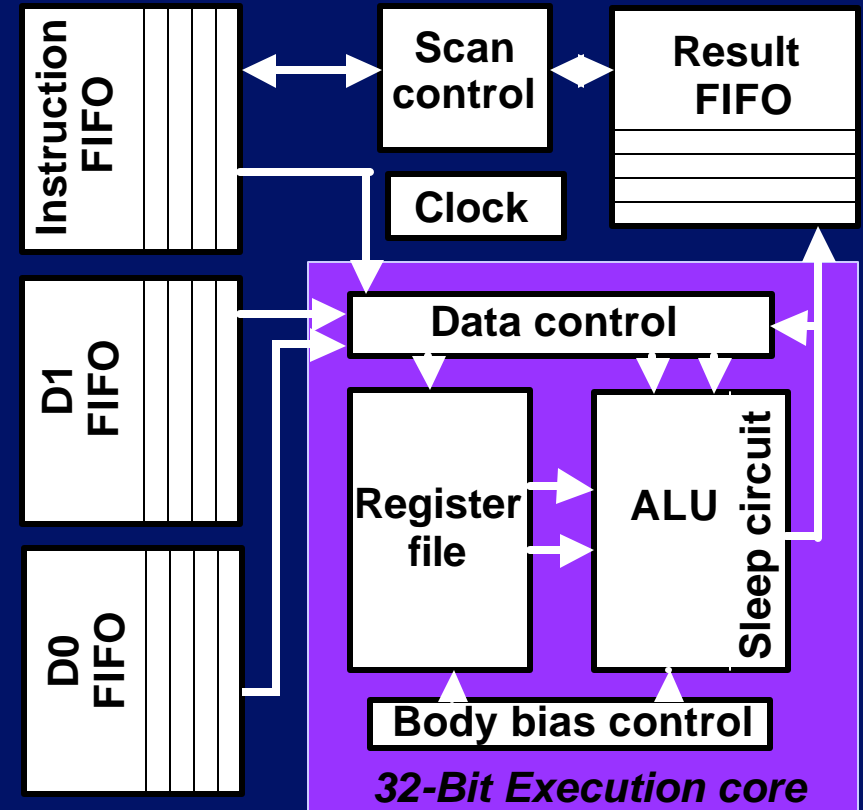 Instruction
FIFO
Scan
control
Result
FIFO
Clock
D1
FIFO
Data control
Register
file
ALU
Sleep circuit
D0
FIFO
Body bias control
32-Bit Execution core